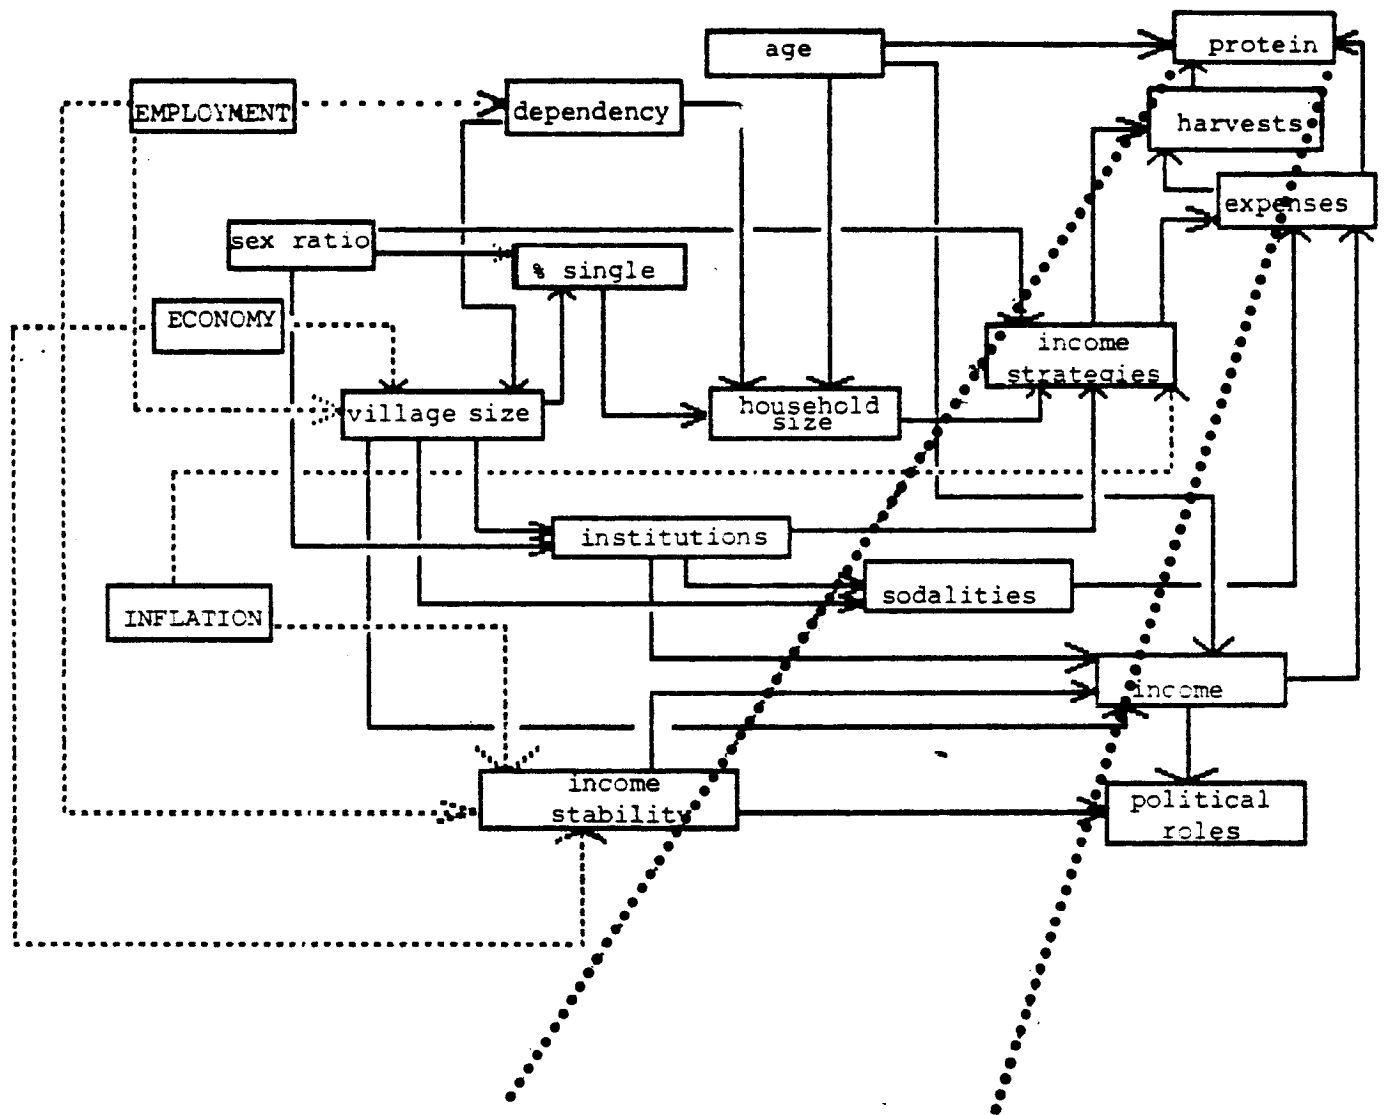 age
protein
EMPLOYMENT
dependency
harvests
expenses
sex ratio
% single
ECONOMY
income
strategies
village size
household
size
institutions
sodalities
INFLATION
income
income
stability
political
roles